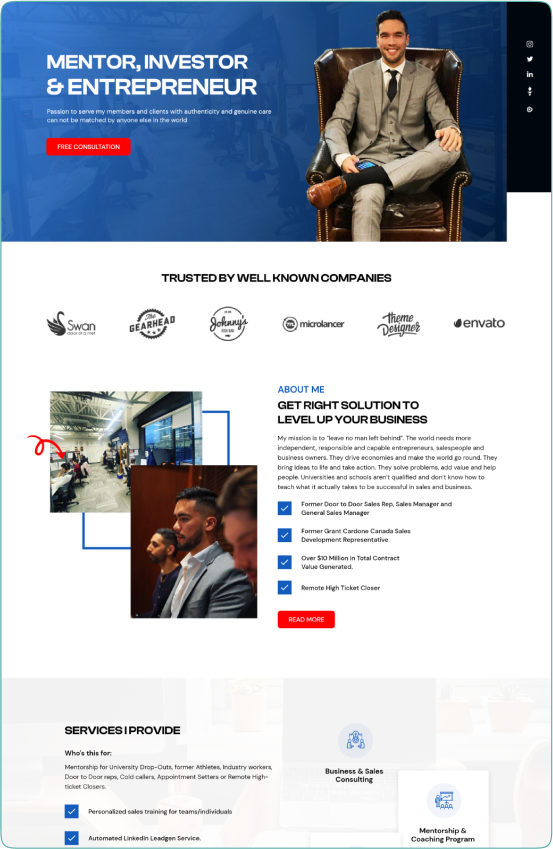 MENTOR, INVESTOR
& ENTREPRENEUR
Passion to serve my members and clients with authenticity and genuine care
can not be matched by anyone else in the world
FREE CONSULTATION
TRUSTED BY WELL KNOWN COMPANIES
Swan
The
GEARHEAD
Johnny's
FISH BAR
m microlancer
Theme
Designer
envato
ABOUT ME
GET RIGHT SOLUTION TO
LEVEL UP YOUR BUSINESS
My mission is to "leave no man left behind". The world needs more
independent, responsible and capable entrepreneurs, salespeople and
business owners. They drive economies and make the world go round. They
bring ideas to life and take action. They solve problems, add value and help
people. Universities and schools aren't qualified and don't know how to
teach what it actually takes to be successful in sales and business.
Former Door to Door Sales Rep, Sales Manager and
General Sales Manager
Former Grant Cardone Canada Sales
Development Representative
Over $10 Million in Total Contract
Value Generated.
Remote High Ticket Closer
READ MORE
SERVICES I PROVIDE
Who's this for:
Mentorship for University Drop-Outs, former Athletes, Industry workers,
Door to Door reps, Cold callers, Appointment Setters or Remote High-
ticket Closers.
Personalized sales training for teams/individuals
Automated LinkedIn Leadgen Service.
Business & Sales
Consulting
Mentorship &
Coaching Program